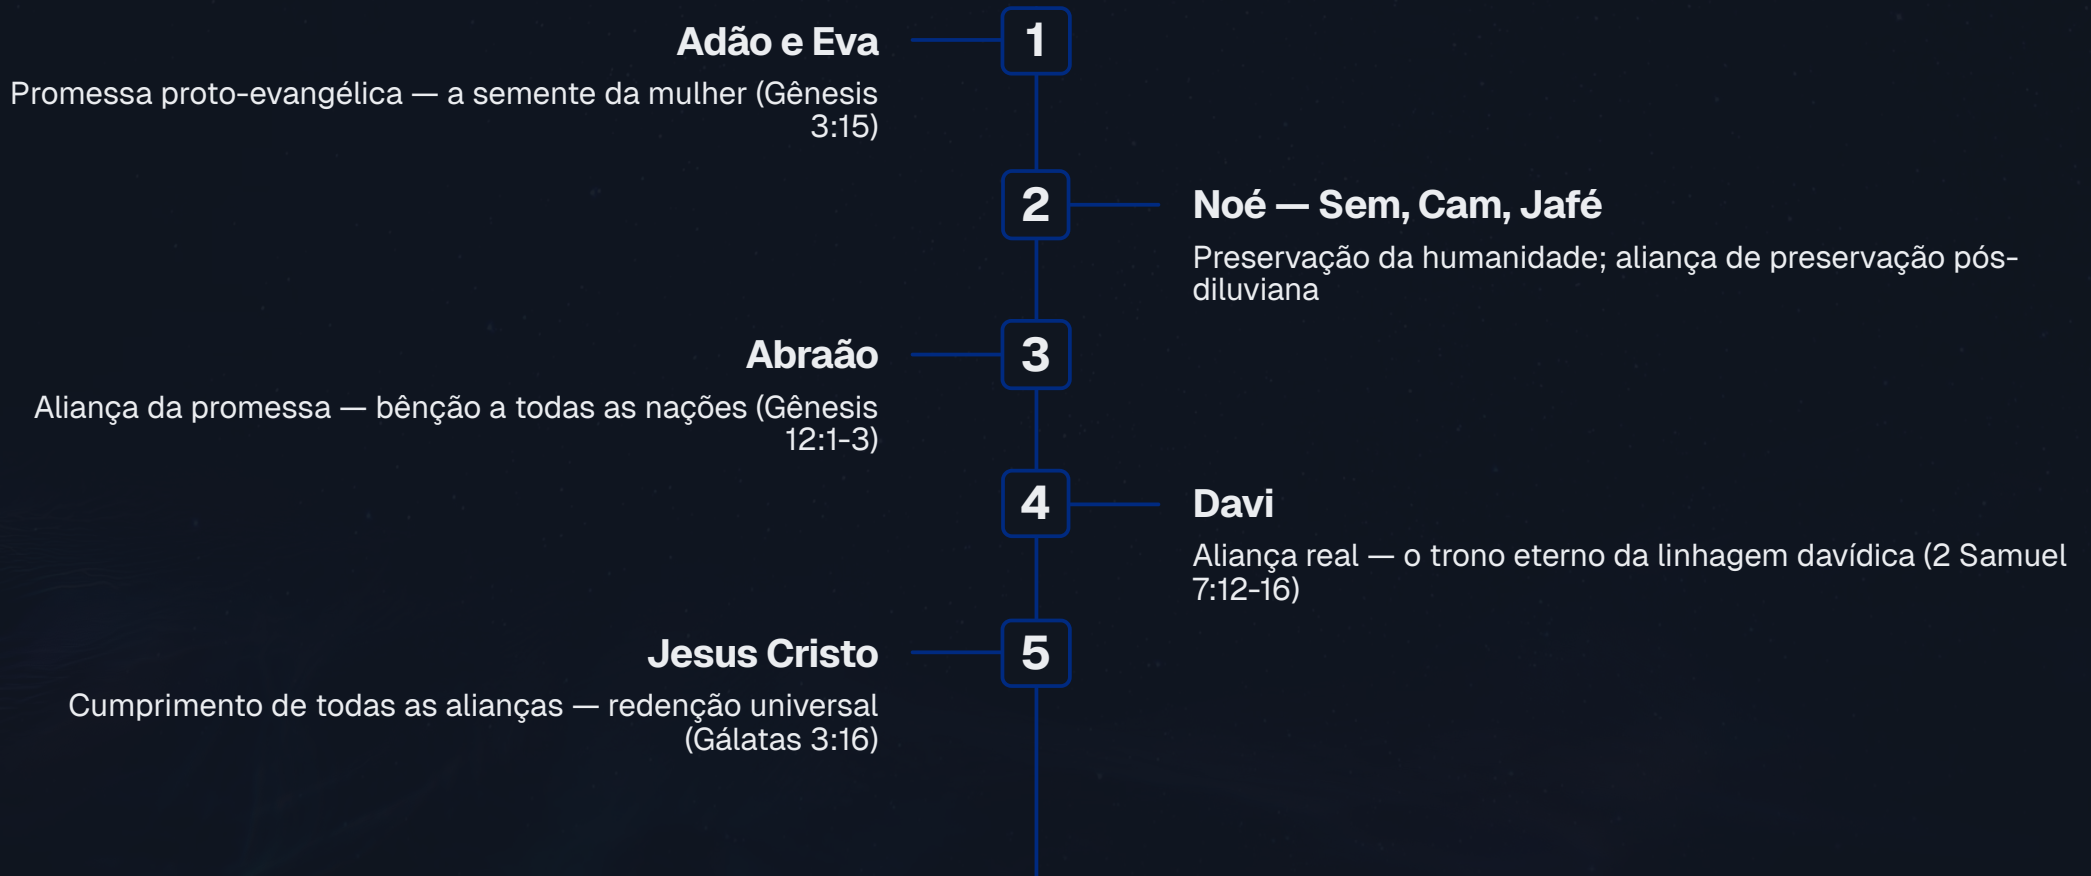 Adão e Eva
1
Promessa proto-evangélica — a semente da mulher (Gênesis
3:15)
2
Noé — Sem, Cam, Jafé
Preservação da humanidade; aliança de preservação pós-
diluviana
Abraão
3
Aliança da promessa — bênção a todas as nações (Gênesis
12:1-3)
4
Davi
Aliança real — o trono eterno da linhagem davídica (2 Samuel
7:12-16)
Jesus Cristo
5
Cumprimento de todas as alianças — redenção universal
(Gálatas 3:16)